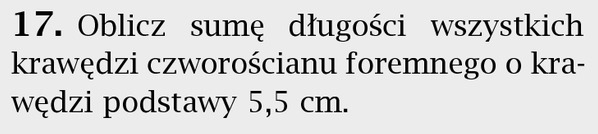 17. Oblicz sumę długości wszystkich
krawędzi czworościanu foremnego o kra-
wędzi podstawy 5,5 cm.